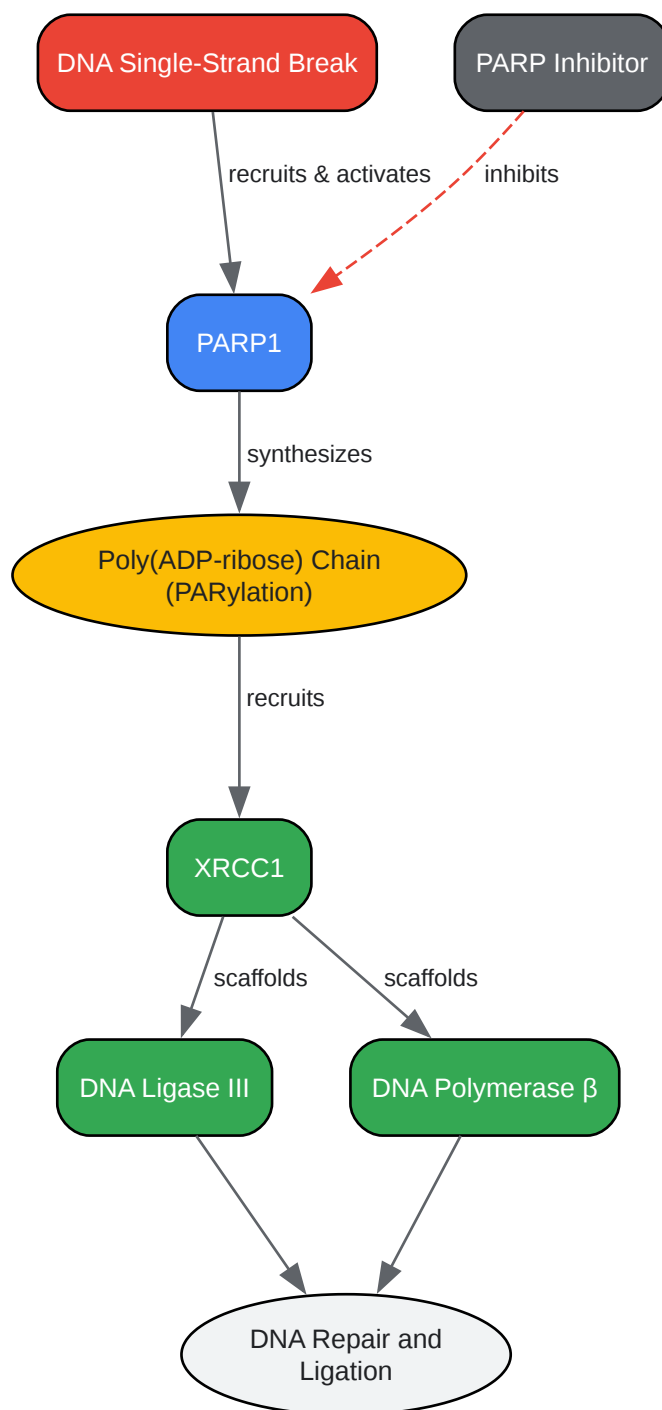 DNA Single-Strand Break
PARP Inhibitor
recruits & activates
inhibits
PARP1
synthesizes
Poly(ADP-ribose) Chain
(PARylation)
recruits
XRCC1
scaffolds
scaffolds
DNA Ligase III
DNA Polymerase β
DNA Repair and
Ligation